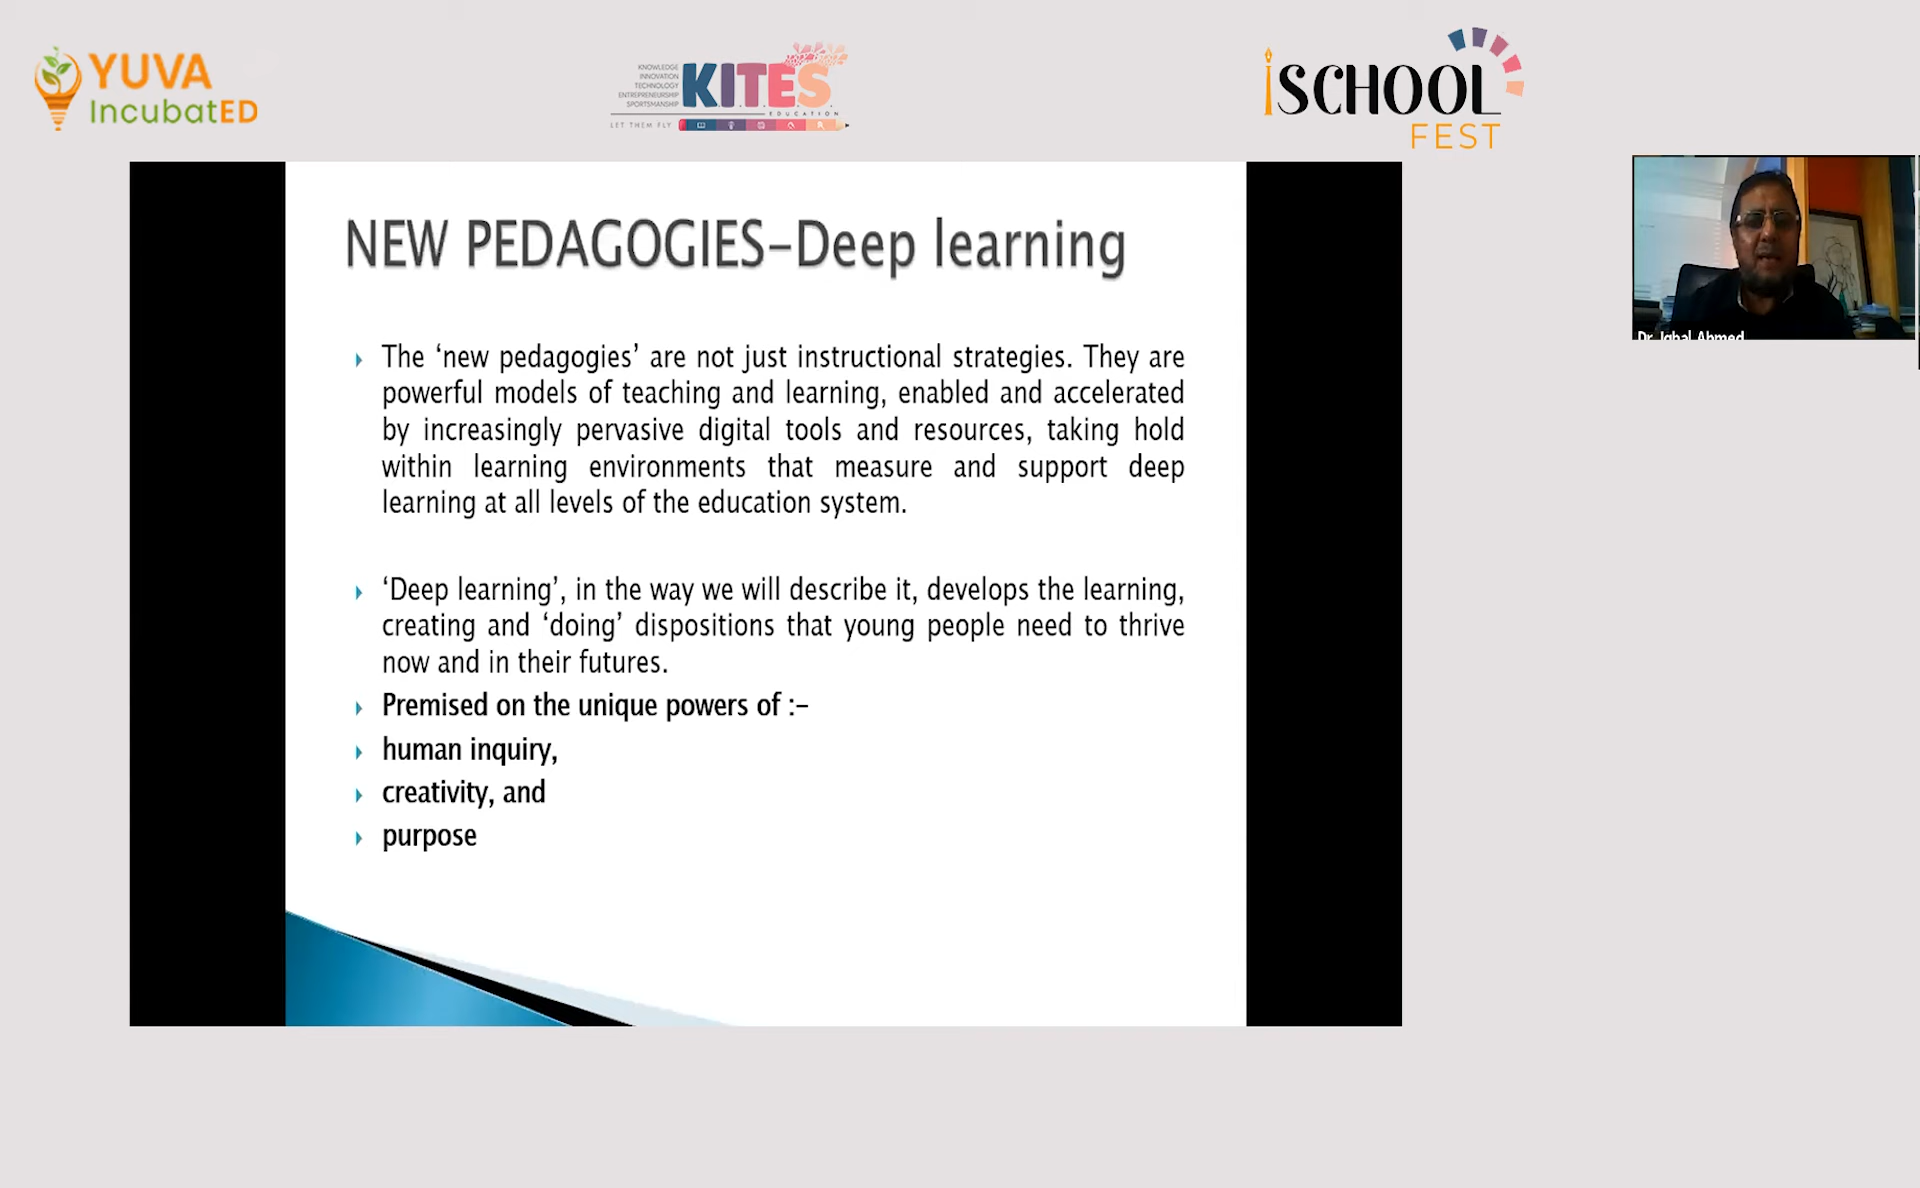 YUVA
IncubatED
KNOWLEDGE
INNOVATION
TECHNOLOGY
ENTREPRENEURSHIP
SPORTSMANSHIP
K.I.T.E.S.
EDUCATION
LET THEM FLY
iSCHOOL
FEST
Dr. Iqbal Ahmed
NEW PEDAGOGIES–Deep learning
The ‘new pedagogies’ are not just instructional strategies. They are
powerful models of teaching and learning, enabled and accelerated
by increasingly pervasive digital tools and resources, taking hold
within learning environments that measure and support deep
learning at all levels of the education system.
‘Deep learning’, in the way we will describe it, develops the learning,
creating and ‘doing’ dispositions that young people need to thrive
now and in their futures.
Premised on the unique powers of :–
human inquiry,
creativity, and
purpose